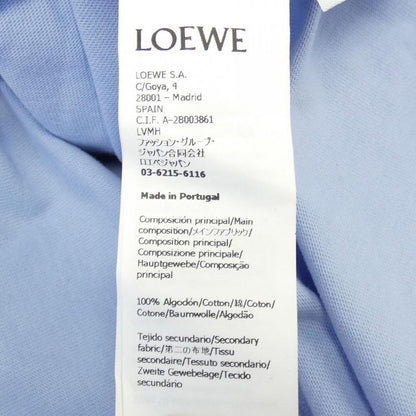 LOEWE
LOEWE S.A.
C/Goya, 4
28001 - Madrid
SPAIN
C.I.F. A-28003861
LVMH
ファッション・グループ・
ジャパン合同会社
ロエベジャパン
03-6215-6116
Made in Portugal
Composición principal/Main
composition/メインファブリック/
Composition principal/
Composizione principale/
Hauptgewebe/Composição
principal
100% Algodón/Cotton/綿/Coton/
Cotone/Baumwolle/Algodão
Tejido secundario/Secondary
fabric/第二の布地/Tissu
secondaire/Tessuto secondario/
Zweite Gewebelage/Tecido
secundário